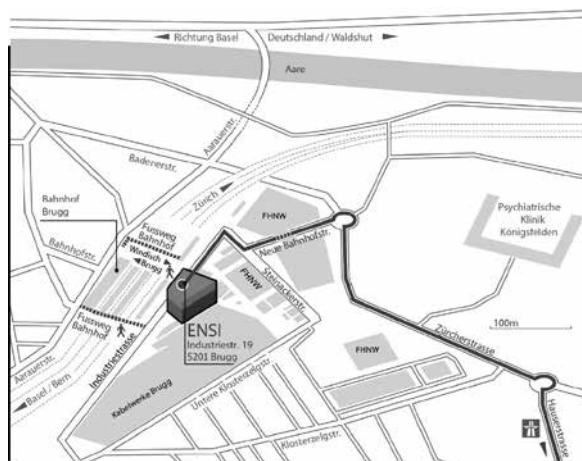 Richtung Basel
Deutschland / Waldshut
Aare
Aarauerstr.
Badenerstr.
Zürich
Bahnhof
Brugg
FHNW
Psychiatrische
Klinik
Königsfelden
Bahnhofstr.
Fussweg
Bahnhof
Windisch
Brugg
Neue Bahnhofstr.
FHNW
Steinackerstr.
Fussweg
Bahnhof
ENSI
Industriestr. 19
5201 Brugg
Industriestrasse
100m
Zürcherstrasse
FHNW
Aarauerstr.
Basel / Bern
Kabelwerke Brugg
Untere Klosterzelgstr.
Klosterzelgstr.
Hauserstrasse